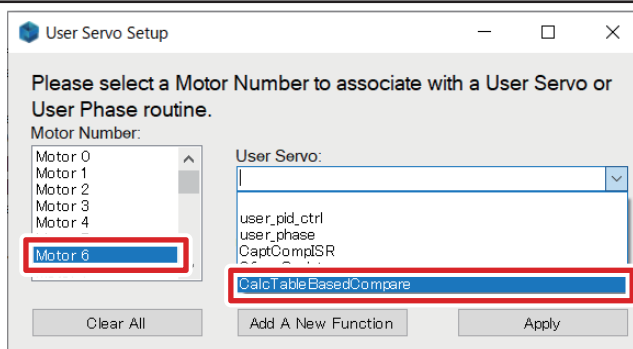 User Servo Setup
Please select a Motor Number to associate with a User Servo or
User Phase routine.
Motor Number:
Motor 0
Motor 1
Motor 2
Motor 3
Motor 4
Motor 6
User Servo:
user_pid_ctrl
user_phase
CaptCompISR
CalcTableBasedCompare
Clear All
Add A New Function
Apply